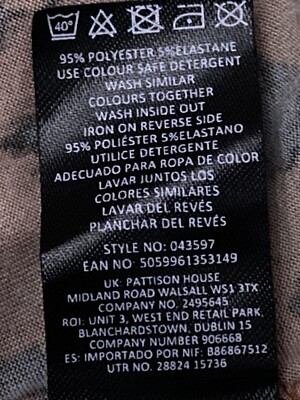 40°
95% POLYESTER 5%ELASTANE
USE COLOUR SAFE DETERGENT
WASH SIMILAR
COLOURS TOGETHER
WASH INSIDE OUT
IRON ON REVERSE SIDE
95% POLIÉSTER 5%ELASTANO
UTILICE DETERGENTE
ADECUADO PARA ROPA DE COLOR
LAVAR JUNTOS LOS
COLORES SIMILARES
LAVAR DEL REVÉS
PLANCHAR DEL REVÉS
STYLE NO: 043597
EAN NO: 5059961353149
UK: PATTISON HOUSE
MIDLAND ROAD WALSALL WS1 3TX
COMPANY NO. 2495645
ROI: UNIT 3, WEST END RETAIL PARK,
BLANCHARDSTOWN, DUBLIN 15
COMPANY NUMBER 906668
ES: IMPORTADO POR NIF: B86867512
UTR NO: 28824 15736